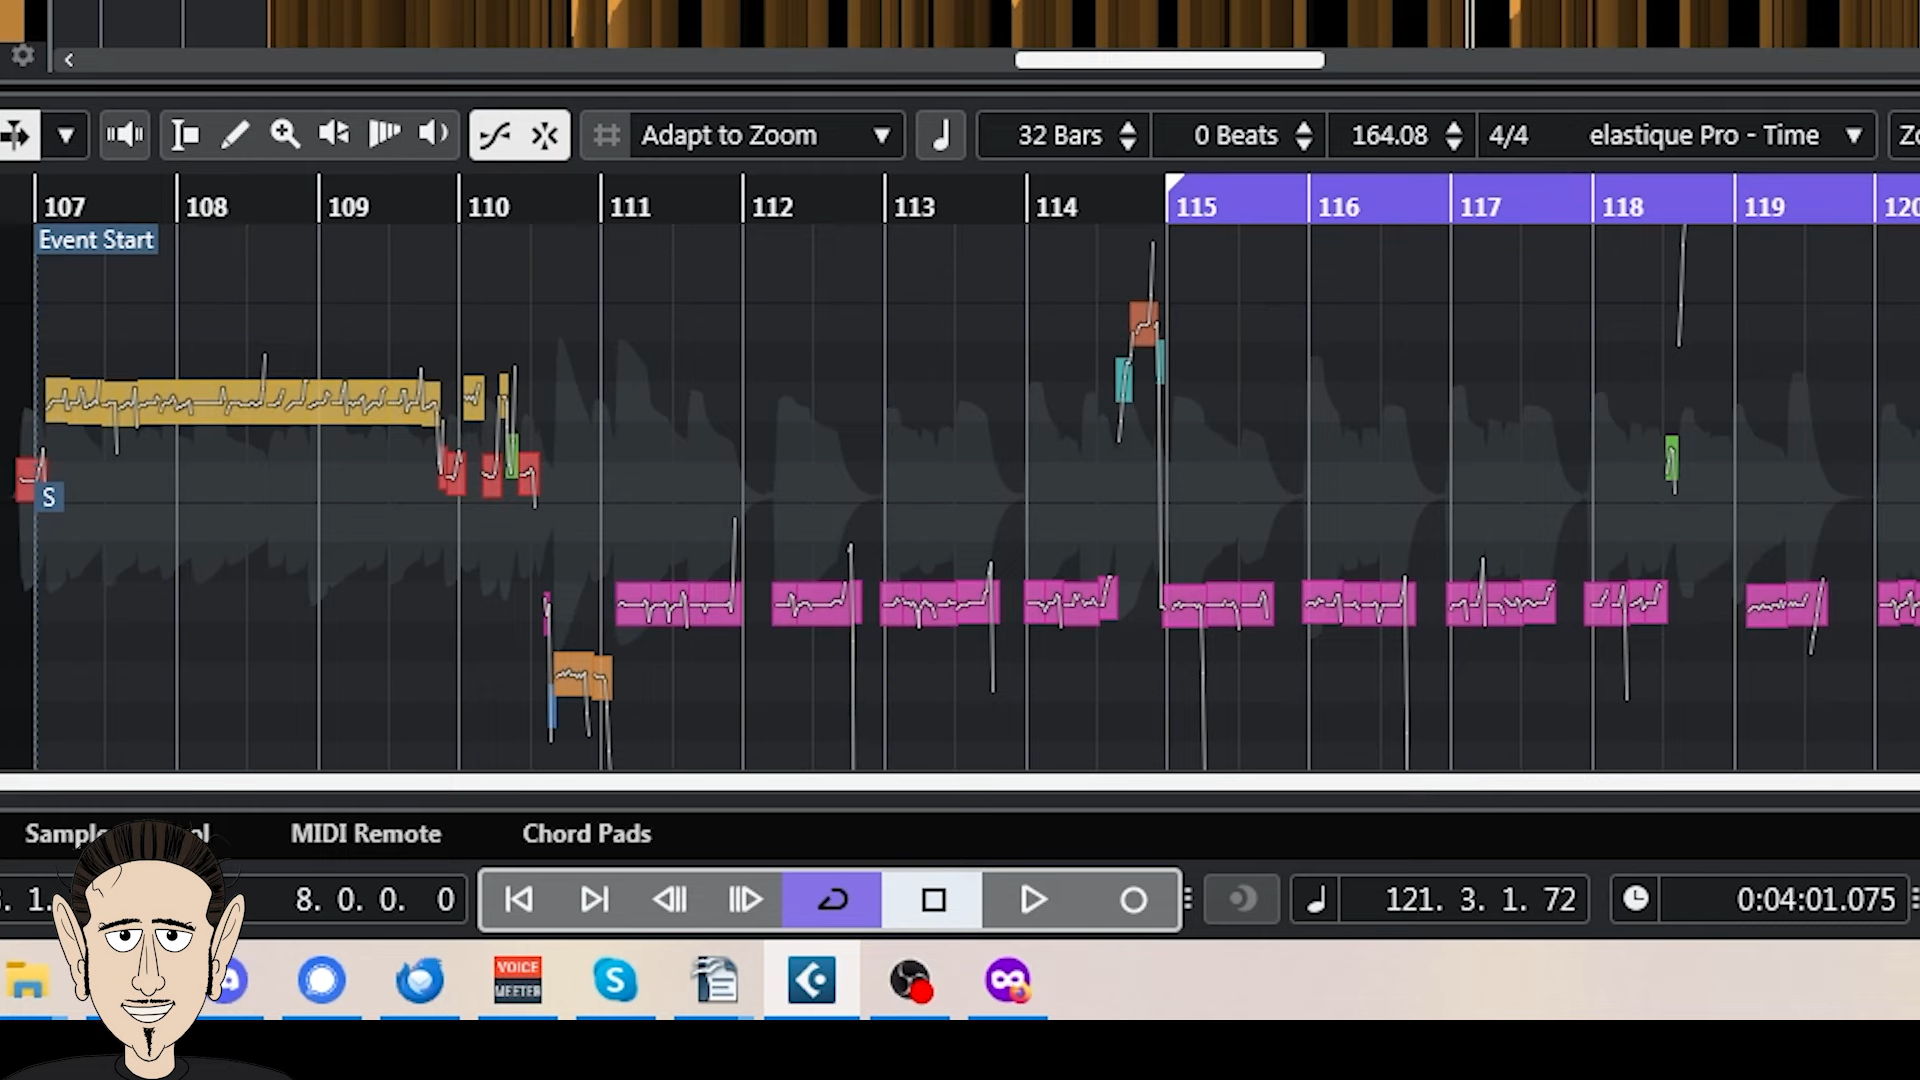 Adapt to Zoom 32 Bars 0 Beats 164.08 4/4 elastique Pro - Time
107 108 109 110 111 112 113 114 115 116 117 118 119 120
Event Start
S
MIDI Remote Chord Pads
8. 0. 0. 0 121. 3. 1. 72 0:04:01.075
VOICE
MEETER
S